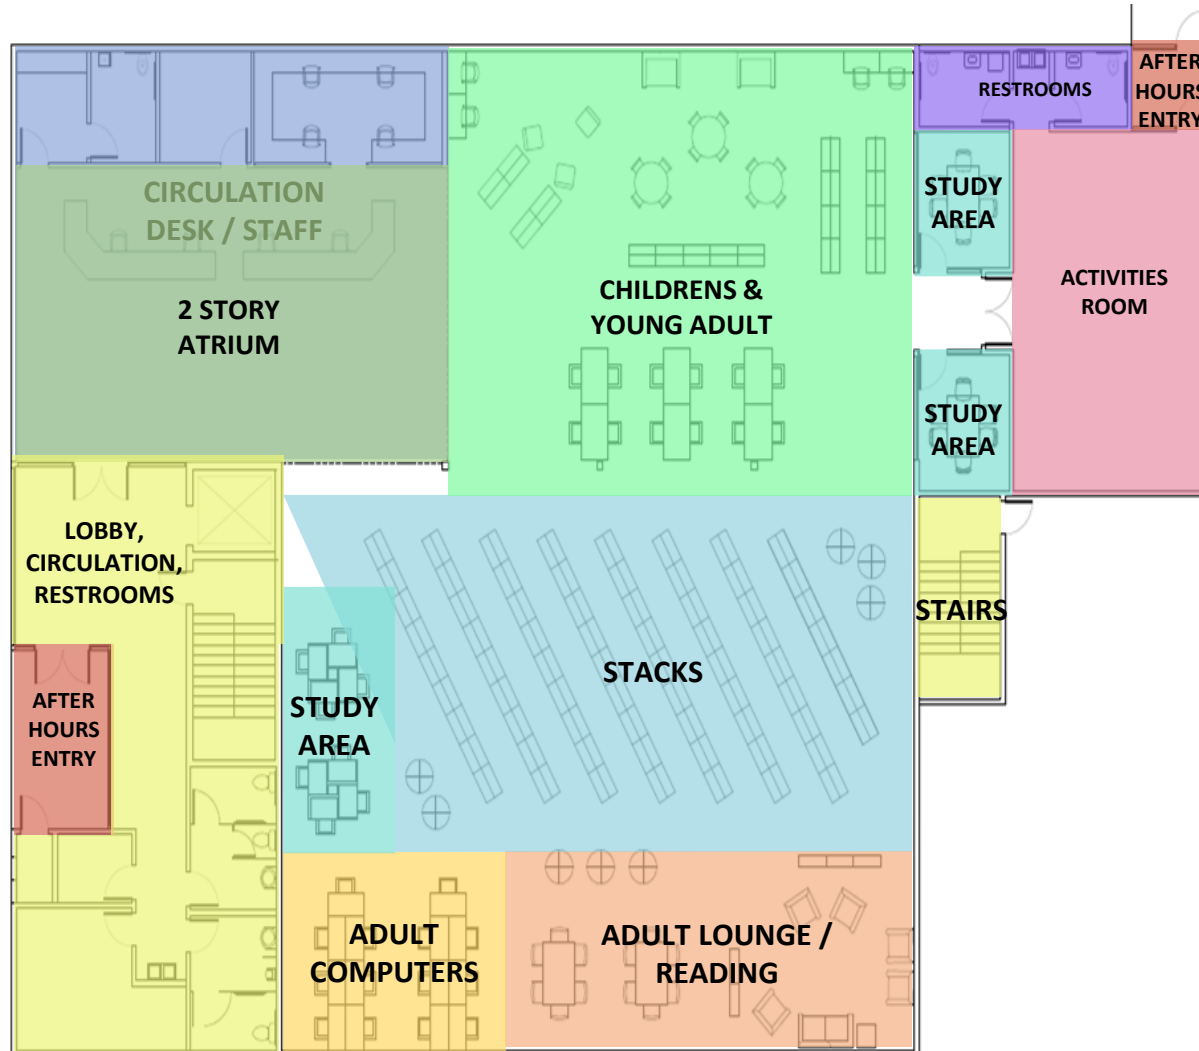 AFTER
HOURS
ENTRY
RESTROOMS
CIRCULATION
DESK / STAFF
STUDY
AREA
2 STORY
ATRIUM
CHILDRENS &
YOUNG ADULT
ACTIVITIES
ROOM
STUDY
AREA
LOBBY,
CIRCULATION,
RESTROOMS
STAIRS
STACKS
AFTER
HOURS
ENTRY
STUDY
AREA
ADULT
COMPUTERS
ADULT LOUNGE /
READING